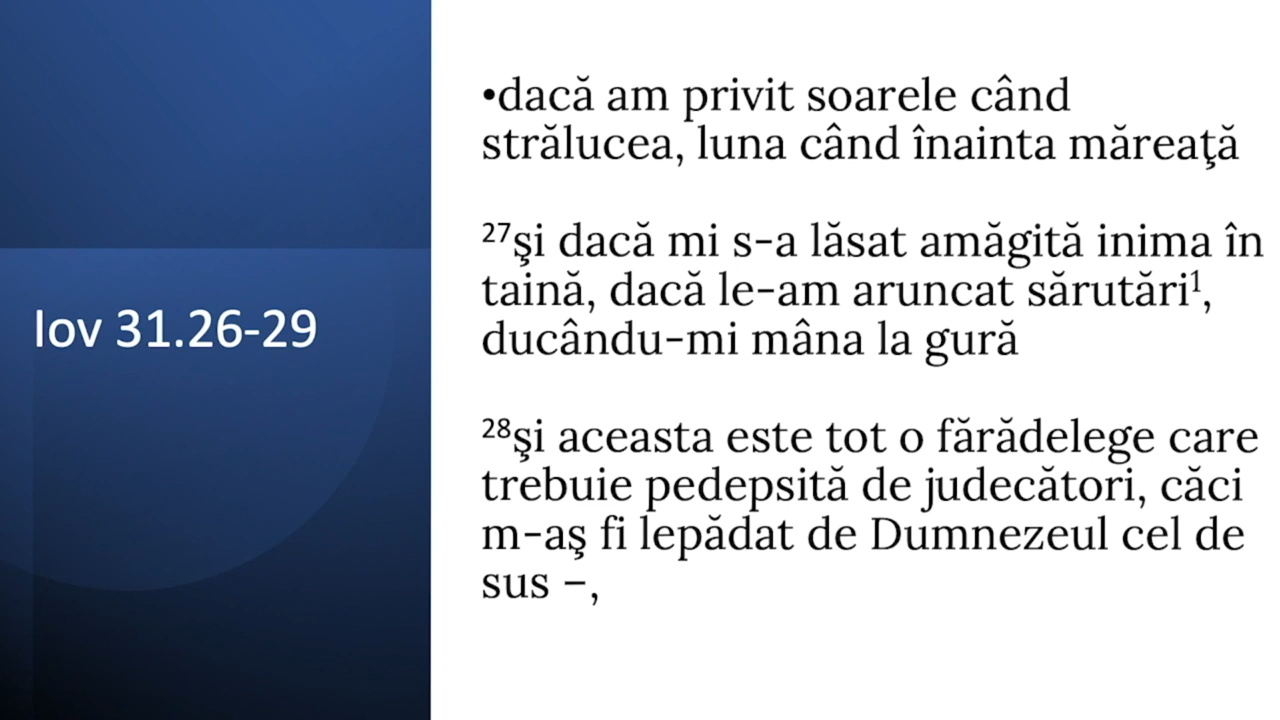 Iov 31.26-29
•dacă am privit soarele când
strălucea, luna când înainta măreaţă
27şi dacă mi s-a lăsat amăgită inima în
taină, dacă le-am aruncat sărutări1,
ducându-mi mâna la gură
28şi aceasta este tot o fărădelege care
trebuie pedepsită de judecători, căci
m-aş fi lepădat de Dumnezeul cel de
sus –,